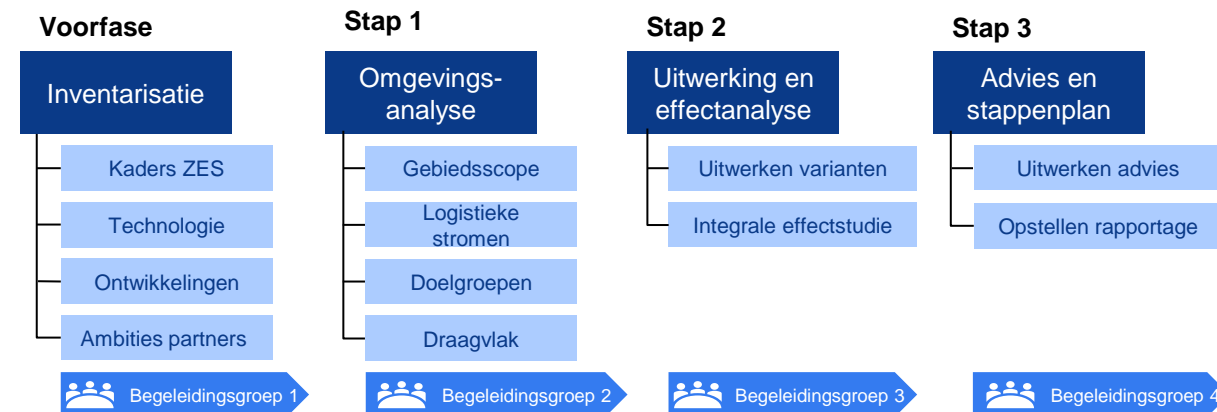 Voorfase
Inventarisatie
Kaders ZES
Technologie
Ontwikkelingen
Ambities partners
Begeleidingsgroep 1
Stap 1
Omgevings-
analyse
Gebiedsscope
Logistieke
stromen
Doelgroepen
Draagvlak
Begeleidingsgroep 2
Stap 2
Uitwerking en
effectanalyse
Uitwerken varianten
Integrale effectstudie
Begeleidingsgroep 3
Stap 3
Advies en
stappenplan
Uitwerken advies
Opstellen rapportage
Begeleidingsgroep 4